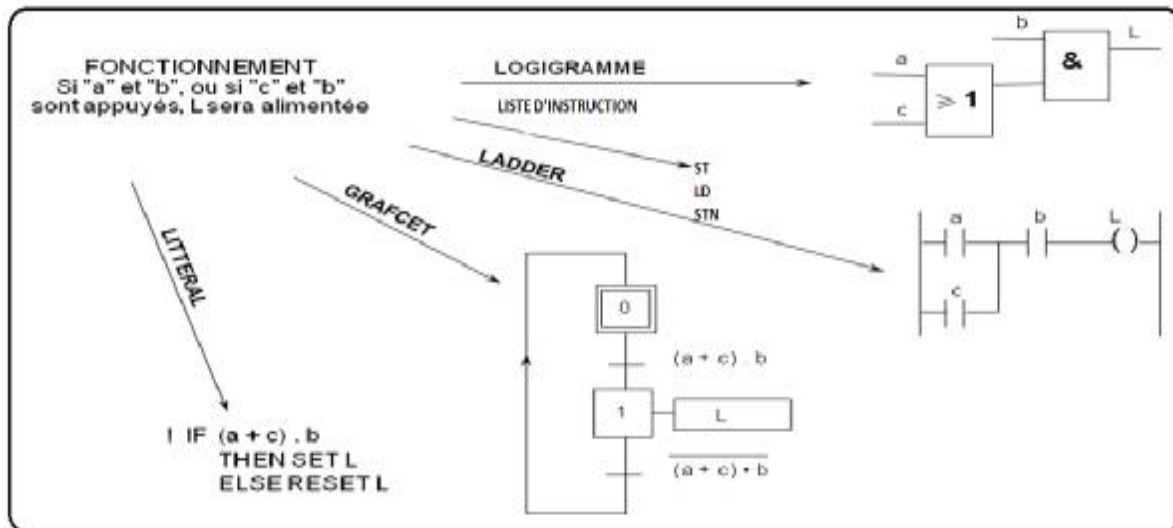 FONCTIONNEMENT
Si "a" et "b", ou si "c" et "b"
sont appuyés, L sera alimentée
LOGIGRAMME
LISTE D'INSTRUCTION
LADDER
GRAFCET
LITTERAL
ST
LD
STN
b
L
a
&
≥ 1
c
a
b
L
( )
c
0
(a + c) . b
1
L
(a + c) • b
! IF (a + c) . b
THEN SET L
ELSE RESET L